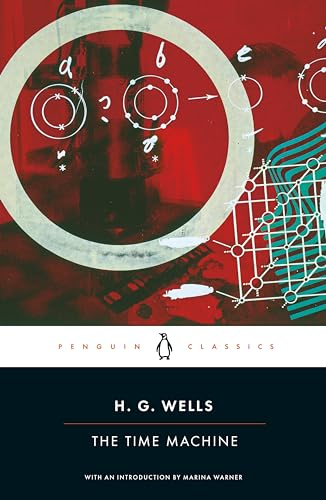 a b c
PENGUIN CLASSICS
H. G. WELLS
THE TIME MACHINE
WITH AN INTRODUCTION BY MARINA WARNER